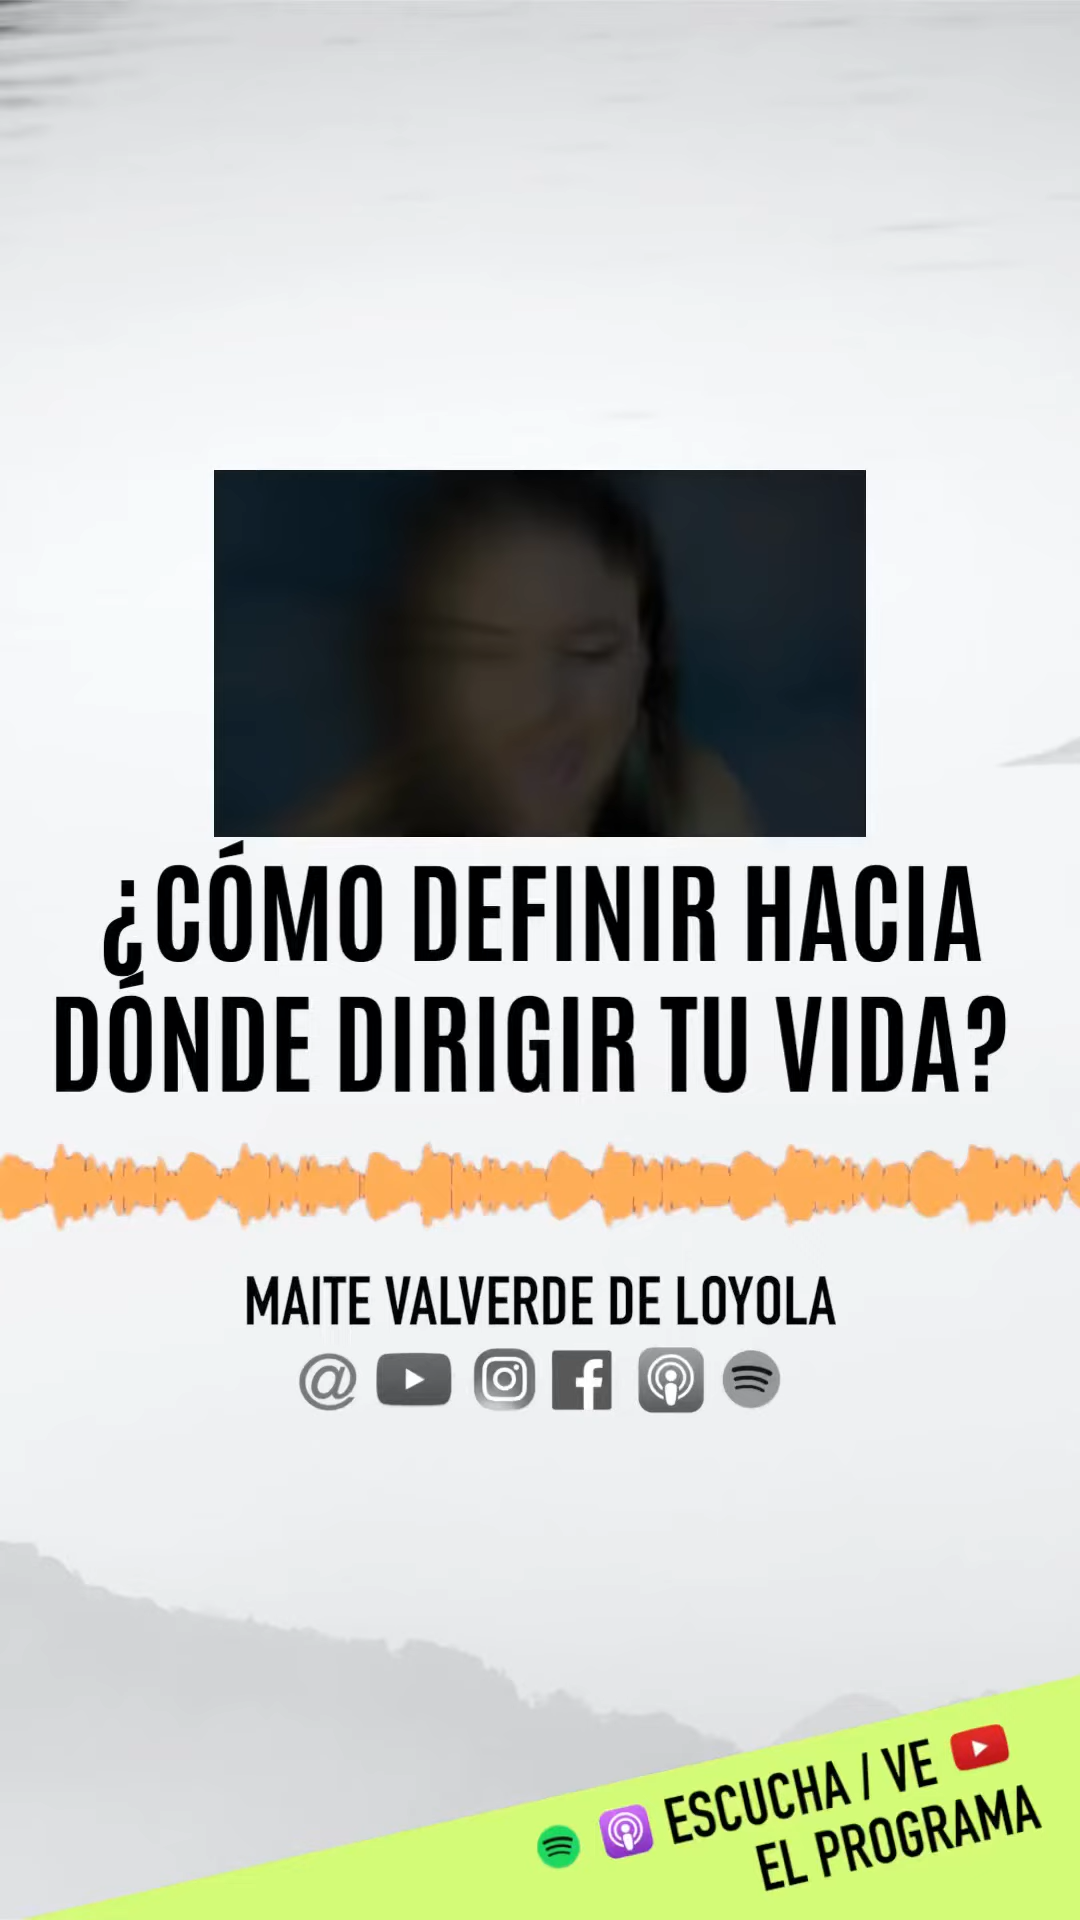 ¿CÓMO DEFINIR HACIA
DÓNDE DIRIGIR TU VIDA?
MAITE VALVERDE DE LOYOLA
ESCUCHA / VE
EL PROGRAMA